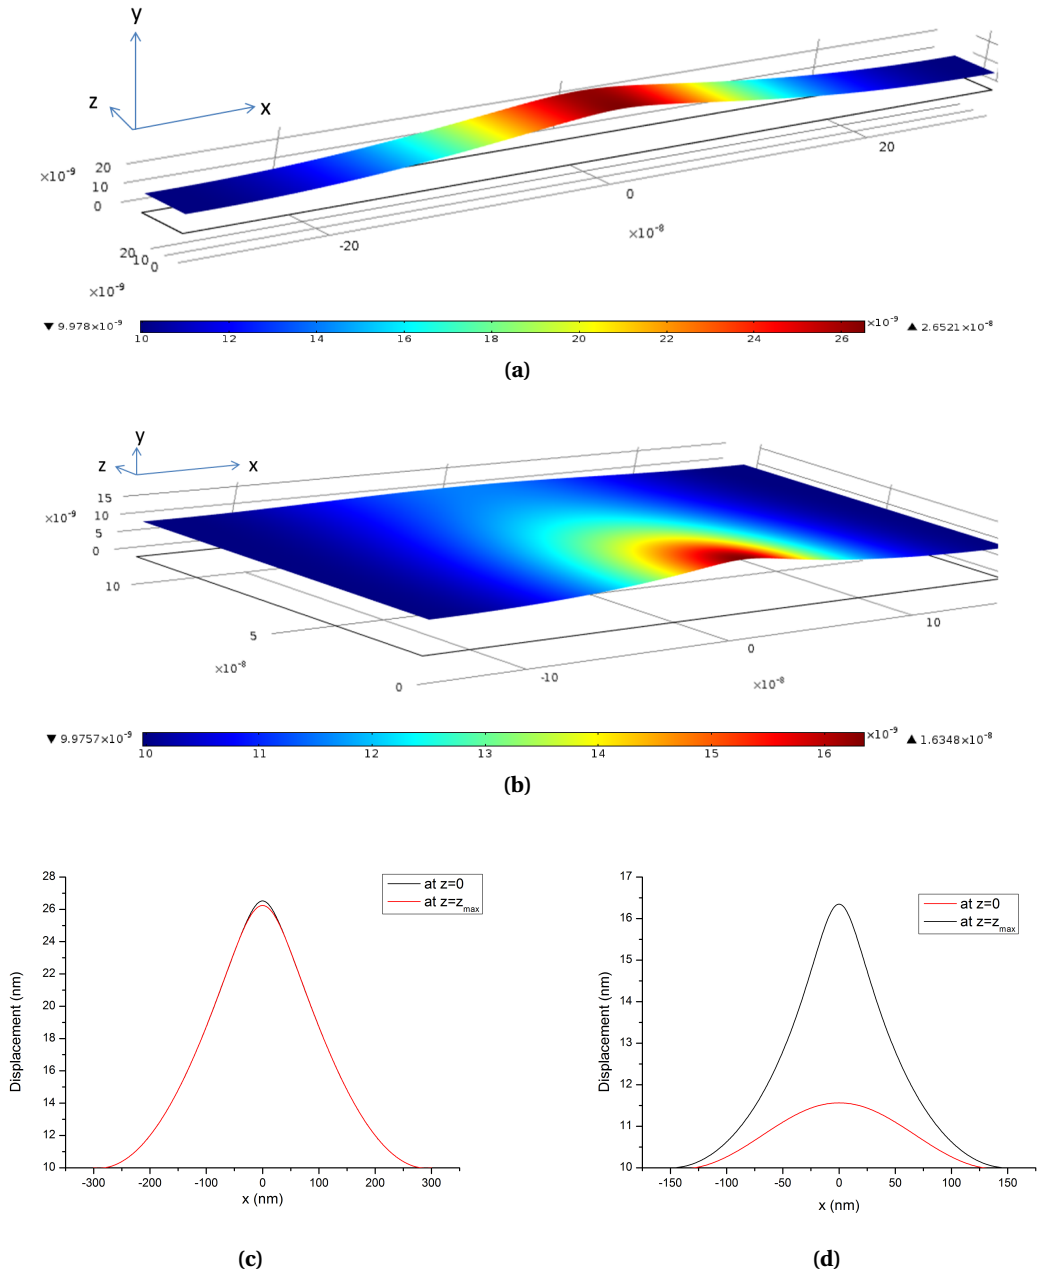 y
z
x
×10⁻⁹
20
10
0
20
0
-20
×10⁻⁸
20
10
0
×10⁻⁹
▼ 9.978×10⁻⁹
10 12 14 16 18 20 22 24 26
×10⁻⁹
▲ 2.6521×10⁻⁸
(a)
y
z
x
×10⁻⁹
15
10
5
0
10
5
0
×10⁻⁸
10
0
-10
×10⁻⁸
▼ 9.9757×10⁻⁹
10 11 12 13 14 15 16
×10⁻⁹
▲ 1.6348×10⁻⁸
(b)
28
26
24
22
20
18
16
14
12
10
Displacement (nm)
at z=0
at z=zmax
-300 -200 -100 0 100 200 300
x (nm)
(c)
17
16
15
14
13
12
11
10
Displacement (nm)
at z=0
at z=zmax
-150 -100 -50 0 50 100 150
x (nm)
(d)